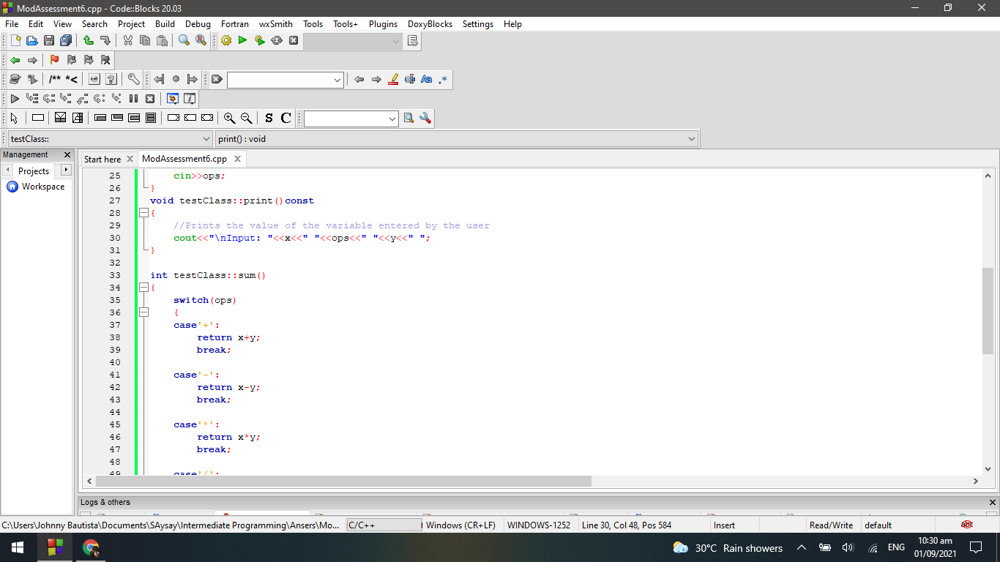 ModAssessment6.cpp - Code::Blocks 20.03
File Edit View Search Project Build Debug Fortran wxSmith Tools Tools+ Plugins DoxyBlocks Settings Help
/** *<
Aa .*
S C
testClass:: print() : void
Management
Projects
Workspace
Start here ModAssessment6.cpp
25 cin>>ops;
26 }
27 void testClass::print()const
28 {
29 //Prints the value of the variable entered by the user
30 cout<<"\nInput: "<<x<<" "<<ops<<" "<<y<<" ";
31 }
32
33 int testClass::sum()
34 {
35 switch(ops)
36 {
37 case'+':
38 return x+y;
39 break;
40
41 case'-':
42 return x-y;
43 break;
44
45 case'*':
46 return x*y;
47 break;
48
49 case'/':
Logs & others
C:\Users\Johnny Bautista\Documents\SAysay\Intermediate Programming\Ansers\Mo... C/C++ Windows (CR+LF) WINDOWS-1252 Line 30, Col 48, Pos 584 Insert Read/Write default abc
30°C Rain showers ENG 10:30 am
01/09/2021